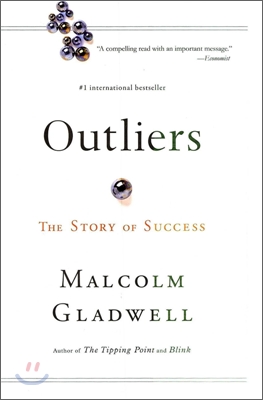 "A compelling read with an important message."
—Economist
#1 international bestseller
Outliers
THE STORY OF SUCCESS
MALCOLM
GLADWELL
Author of The Tipping Point and Blink
yes